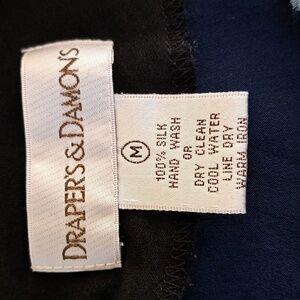 DRAPER'S & DAMON'S
M
100% SILK
HAND WASH
OR
DRY CLEAN
COOL WATER
LINE DRY
WARM IRON